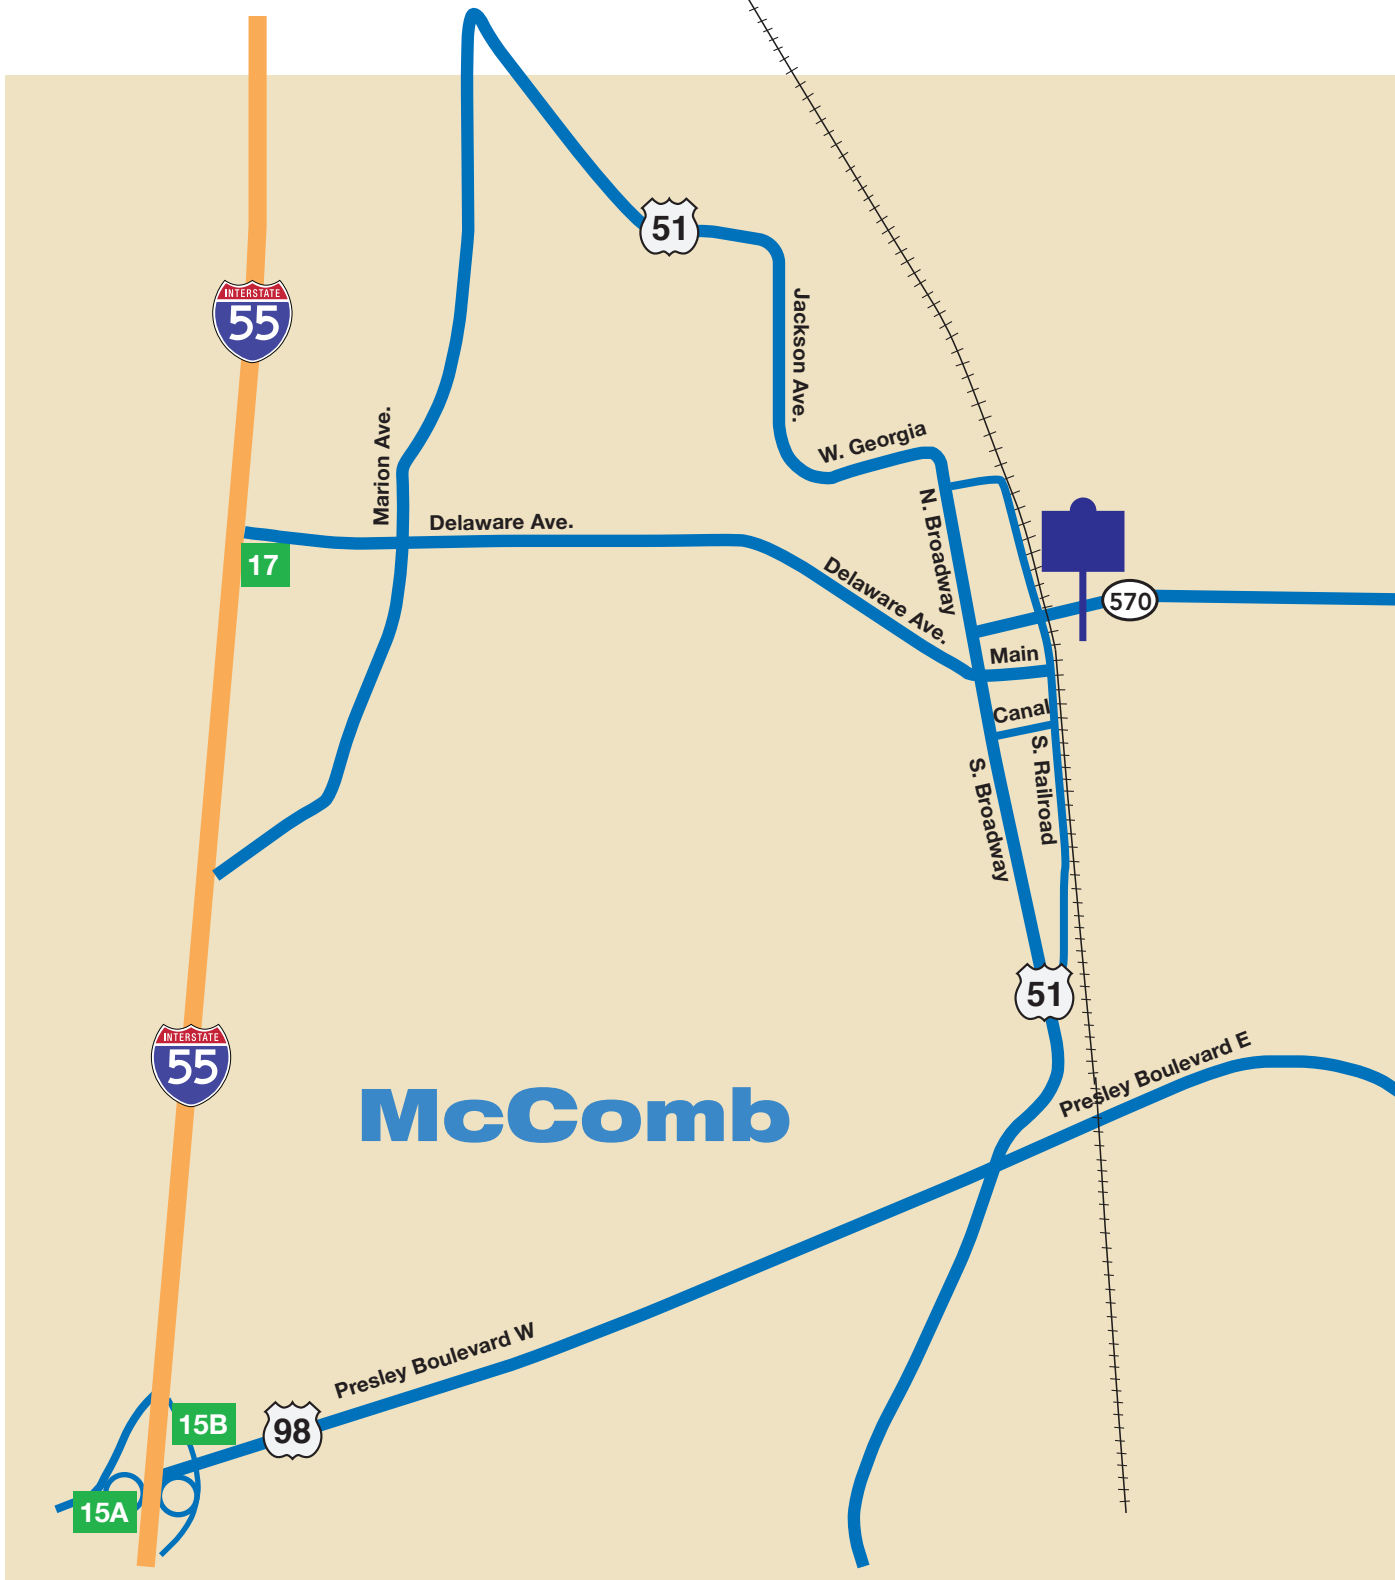 51
INTERSTATE
55
Jackson Ave.
Marion Ave.
W. Georgia
N. Broadway
Delaware Ave.
17
Delaware Ave.
570
Main
Canal
S. Railroad
S. Broadway
51
INTERSTATE
55
Presley Boulevard E
McComb
Presley Boulevard W
15B
98
15A